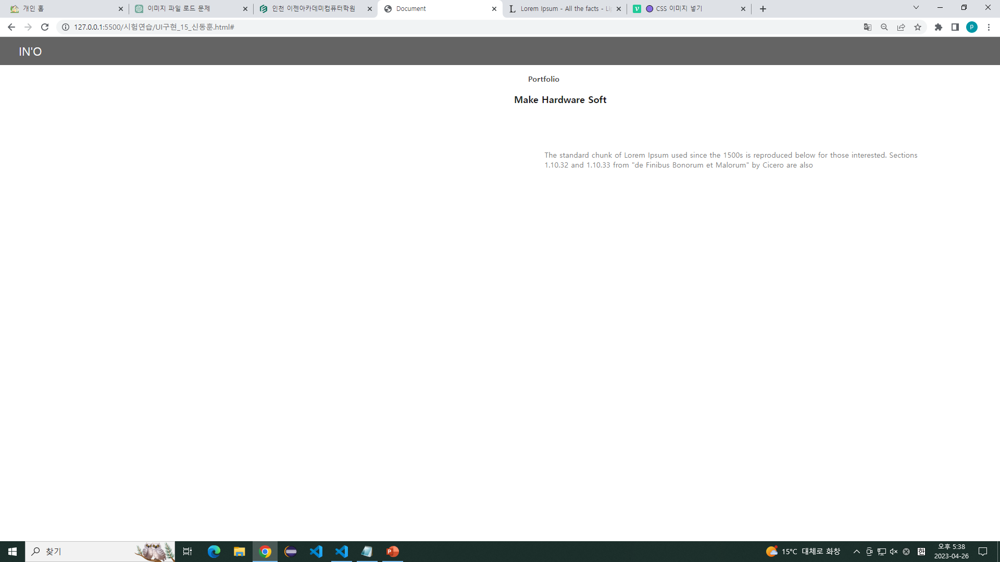 개인 홈
이미지 파일 로드 문제
인천 이젠아카데미컴퓨터학원
Document
Lorem Ipsum - All the facts - Li
CSS 이미지 넣기
127.0.0.1:5500/시험연습/UI구현_15_신동훈.html#
P
IN'O
Portfolio
Make Hardware Soft
The standard chunk of Lorem Ipsum used since the 1500s is reproduced below for those interested. Sections
1.10.32 and 1.10.33 from "de Finibus Bonorum et Malorum" by Cicero are also
찾기
15°C 대체로 화창
한
오후 5:38
2023-04-26